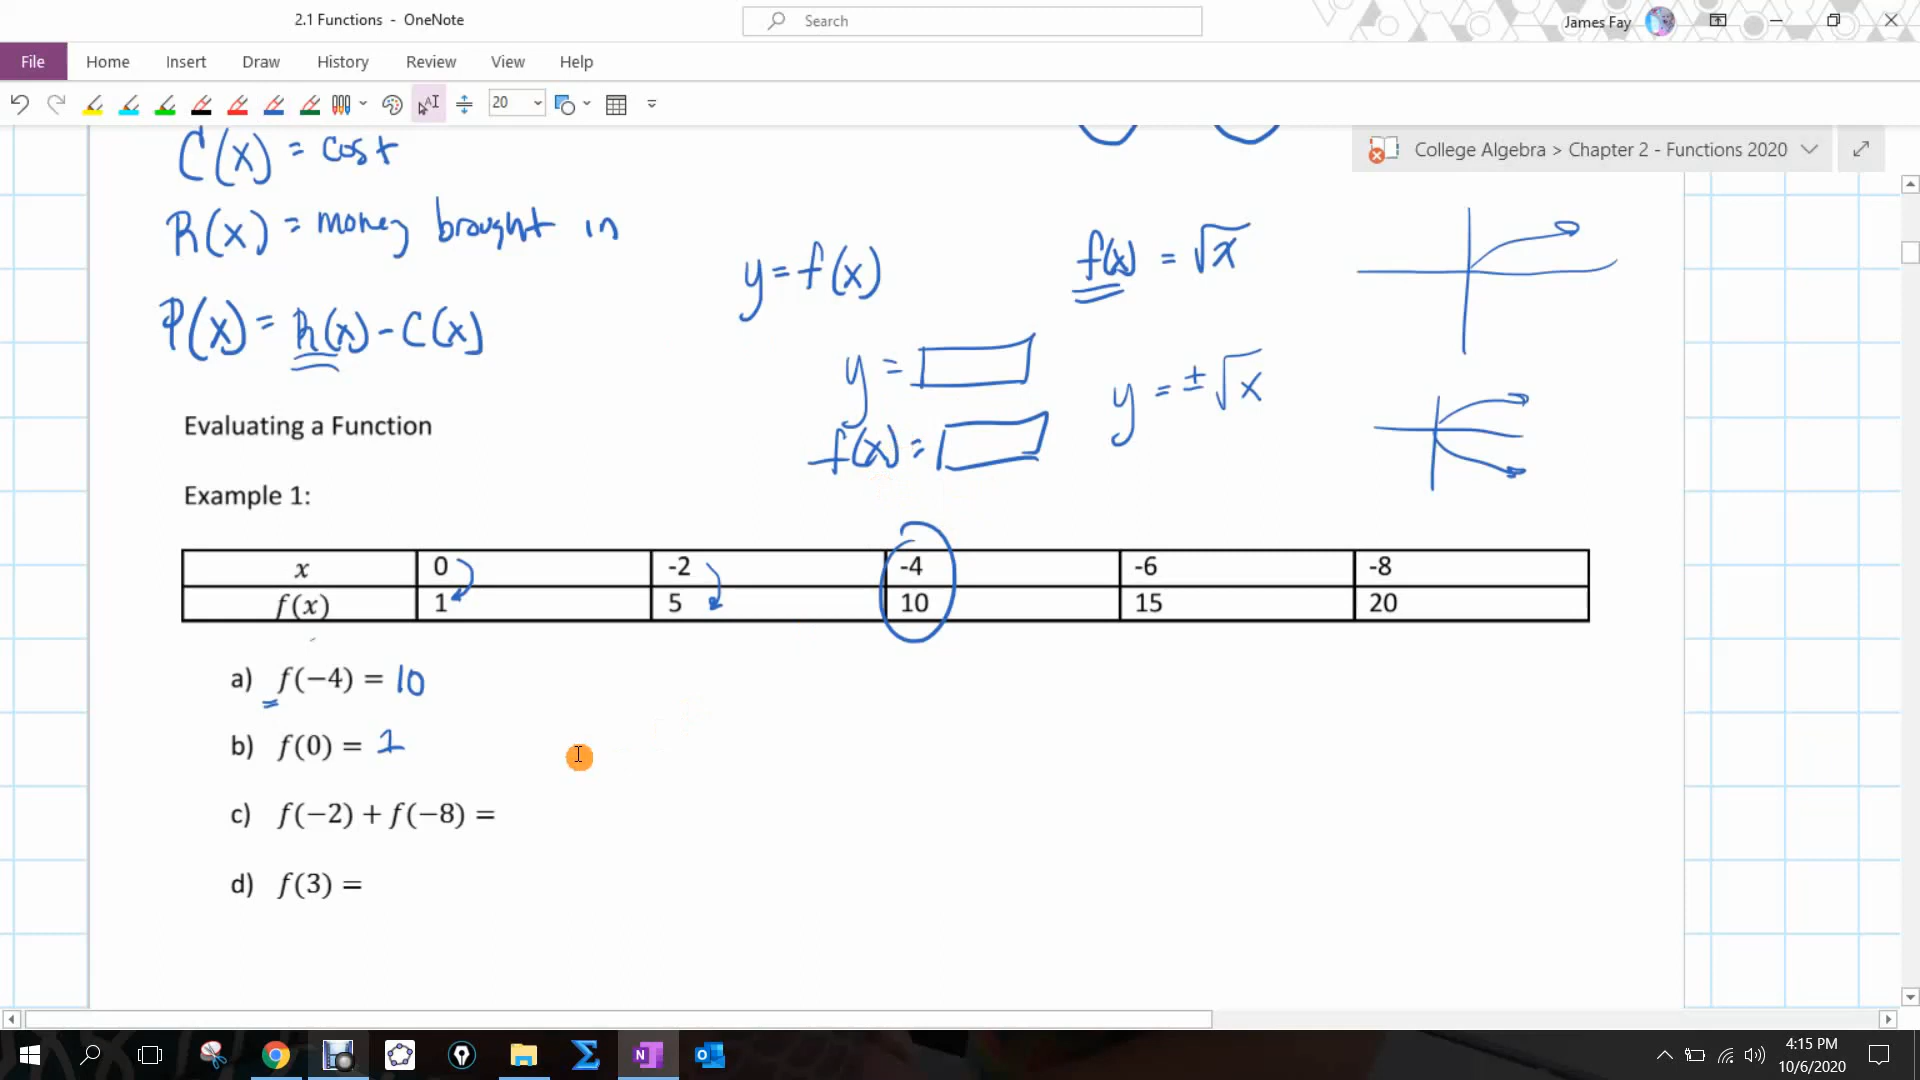 2.1 Functions - OneNote
Search
James Fay
File Home Insert Draw History Review View Help
20
College Algebra > Chapter 2 - Functions 2020
C(x) = cost
R(x) = money brought in
P(x) = R(x) - C(x)
y = f(x)
f(x) = √x
y =
f(x) =
y = ±√x
Evaluating a Function
Example 1:
x 0 -2 -4 -6 -8
f(x) 1 5 10 15 20
a) f(−4) = 10
b) f(0) = 1
c) f(−2) + f(−8) =
d) f(3) =
4:15 PM
10/6/2020